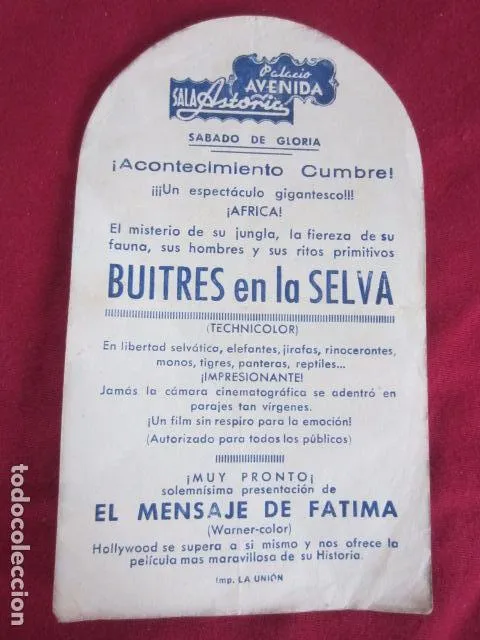 Palacio
AVENIDA
SALA Astoria
SABADO DE GLORIA
¡Acontecimiento Cumbre!
¡¡¡Un espectáculo gigantesco!!!
¡AFRICA!
El misterio de su jungla, la fiereza de su
fauna, sus hombres y sus ritos primitivos
BUITRES en la SELVA
(TECHNICOLOR)
En libertad selvática, elefantes, jirafas, rinocerantes,
monos, tigres, panteras, reptiles...
¡IMPRESIONANTE!
Jamás la cámara cinematográfica se adentró en
parajes tan vírgenes.
¡Un film sin respiro para la emoción!
(Autorizado para todos los públicos)
¡MUY PRONTO¡
solemnísima presentación de
EL MENSAJE DE FATIMA
(Warner-color)
Hollywood se supera a si mismo y nos ofrece la
película mas maravillosa de su Historia.
Imp. LA UNIÓN
todocoleccion